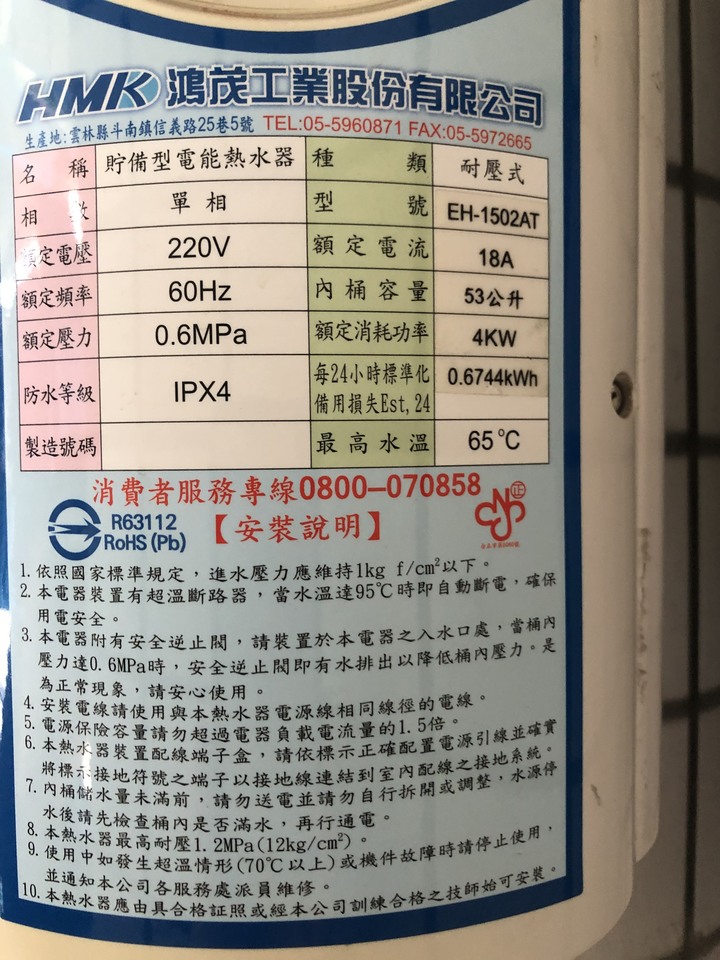 HMK 鴻茂工業股份有限公司
生產地:雲林縣斗南鎮信義路25巷5號 TEL:05-5960871 FAX:05-5972665
名稱 貯備型電能熱水器 種類 耐壓式
相數 單相 型號 EH-1502AT
額定電壓 220V 額定電流 18A
額定頻率 60Hz 內桶容量 53公升
額定壓力 0.6MPa 額定消耗功率 4KW
防水等級 IPX4 每24小時標準化備用損失Est,24 0.6744kWh
製造號碼 最高水溫 65℃
消費者服務專線0800-070858
R63112
RoHS (Pb)
【安裝說明】
正
1. 依照國家標準規定，進水壓力應維持1kg f/cm²以下。
2. 本電器裝置有超溫斷路器，當水溫達95℃時即自動斷電，確保
用電安全。
3. 本電器附有安全逆止閥，請裝置於本電器之入水口處，當桶內
壓力達0.6MPa時，安全逆止閥即有水排出以降低桶內壓力。是
為正常現象，請安心使用。
4. 安裝電線請使用與本熱水器電源線相同線徑的電線。
5. 電源保險容量請勿超過電器負載電流量的1.5倍。
6. 本熱水器裝置配線端子盒，請依標示正確配置電源引線並確實
將標示接地符號之端子以接地線連結到室內配線之接地系統。
7. 內桶儲水量未滿前，請勿送電並請勿自行拆開或調整，水源停
水後請先檢查桶內是否滿水，再行通電。
8. 本熱水器最高耐壓1.2MPa(12kg/cm²)。
9. 使用中如發生超溫情形(70℃以上)或機件故障時請停止使用，
並通知本公司各服務處派員維修。
10. 本熱水器應由具合格証照或經本公司訓練合格之技師始可安裝。